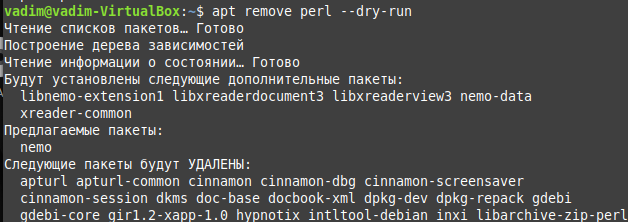 vadim@vadim-VirtualBox:~$ apt remove perl --dry-run
Чтение списков пакетов… Готово
Построение дерева зависимостей
Чтение информации о состоянии… Готово
Будут установлены следующие дополнительные пакеты:
libnemo-extension1 libxreaderdocument3 libxreaderview3 nemo-data
xreader-common
Предлагаемые пакеты:
nemo
Следующие пакеты будут УДАЛЕНЫ:
apturl apturl-common cinnamon cinnamon-dbg cinnamon-screensaver
cinnamon-session dkms doc-base docbook-xml dpkg-dev dpkg-repack gdebi
gdebi-core gir1.2-xapp-1.0 hypnotix intltool-debian inxi libarchive-zip-perl